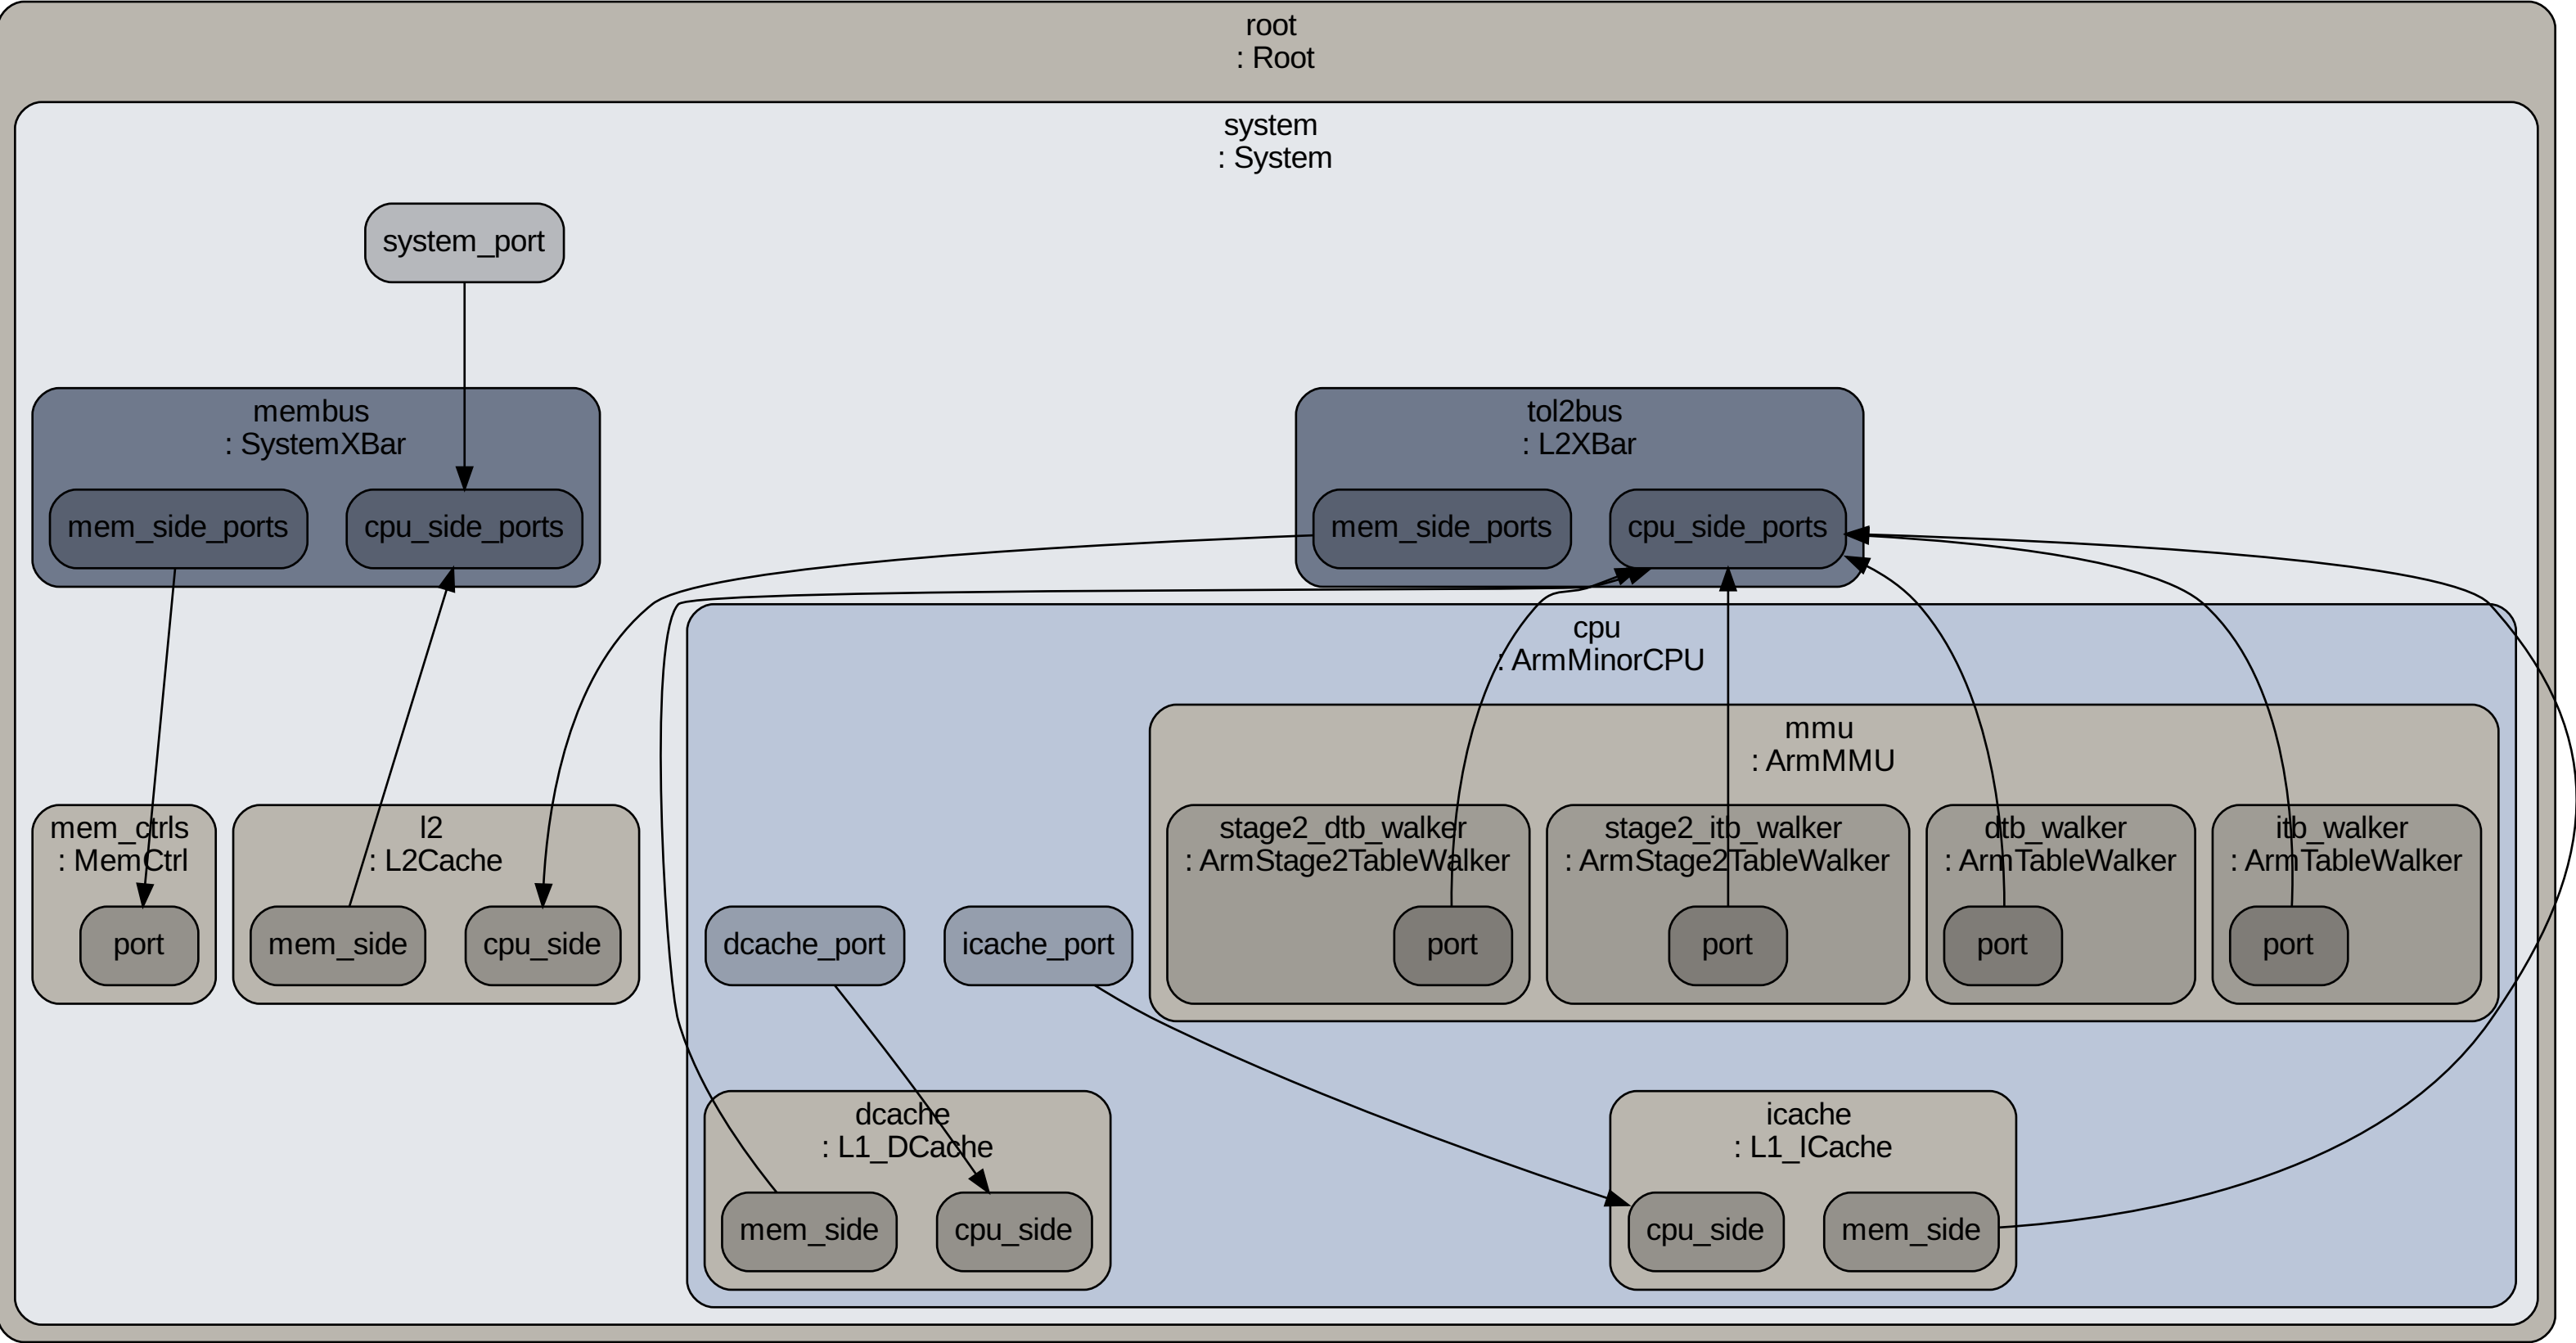 root
: Root
system
: System
system_port
membus
: SystemXBar
mem_side_ports
cpu_side_ports
tol2bus
: L2XBar
mem_side_ports
cpu_side_ports
cpu
: ArmMinorCPU
mmu
: ArmMMU
mem_ctrls
: MemCtrl
port
l2
: L2Cache
mem_side
cpu_side
dcache_port
icache_port
stage2_dtb_walker
: ArmStage2TableWalker
port
stage2_itb_walker
: ArmStage2TableWalker
port
dtb_walker
: ArmTableWalker
port
itb_walker
: ArmTableWalker
port
dcache
: L1_DCache
mem_side
cpu_side
icache
: L1_ICache
cpu_side
mem_side